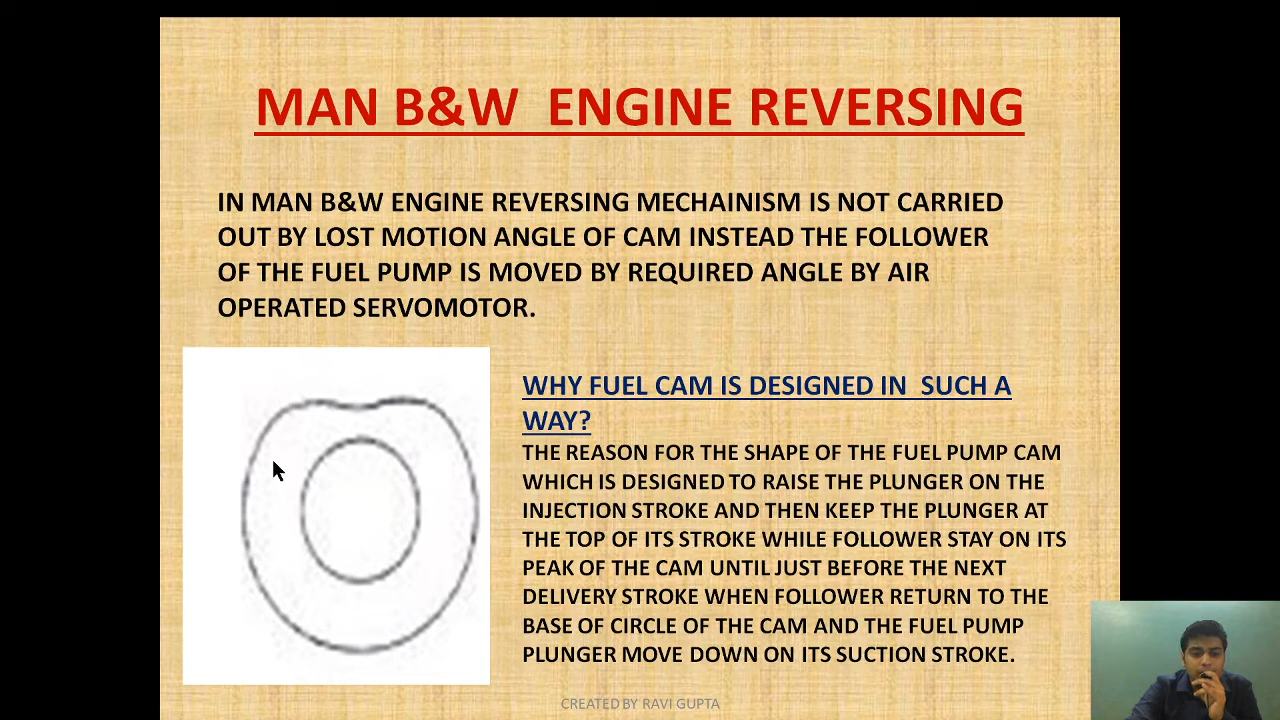 MAN B&W ENGINE REVERSING
IN MAN B&W ENGINE REVERSING MECHAINISM IS NOT CARRIED
OUT BY LOST MOTION ANGLE OF CAM INSTEAD THE FOLLOWER
OF THE FUEL PUMP IS MOVED BY REQUIRED ANGLE BY AIR
OPERATED SERVOMOTOR.
WHY FUEL CAM IS DESIGNED IN SUCH A
WAY?
THE REASON FOR THE SHAPE OF THE FUEL PUMP CAM
WHICH IS DESIGNED TO RAISE THE PLUNGER ON THE
INJECTION STROKE AND THEN KEEP THE PLUNGER AT
THE TOP OF ITS STROKE WHILE FOLLOWER STAY ON ITS
PEAK OF THE CAM UNTIL JUST BEFORE THE NEXT
DELIVERY STROKE WHEN FOLLOWER RETURN TO THE
BASE OF CIRCLE OF THE CAM AND THE FUEL PUMP
PLUNGER MOVE DOWN ON ITS SUCTION STROKE.
CREATED BY RAVI GUPTA